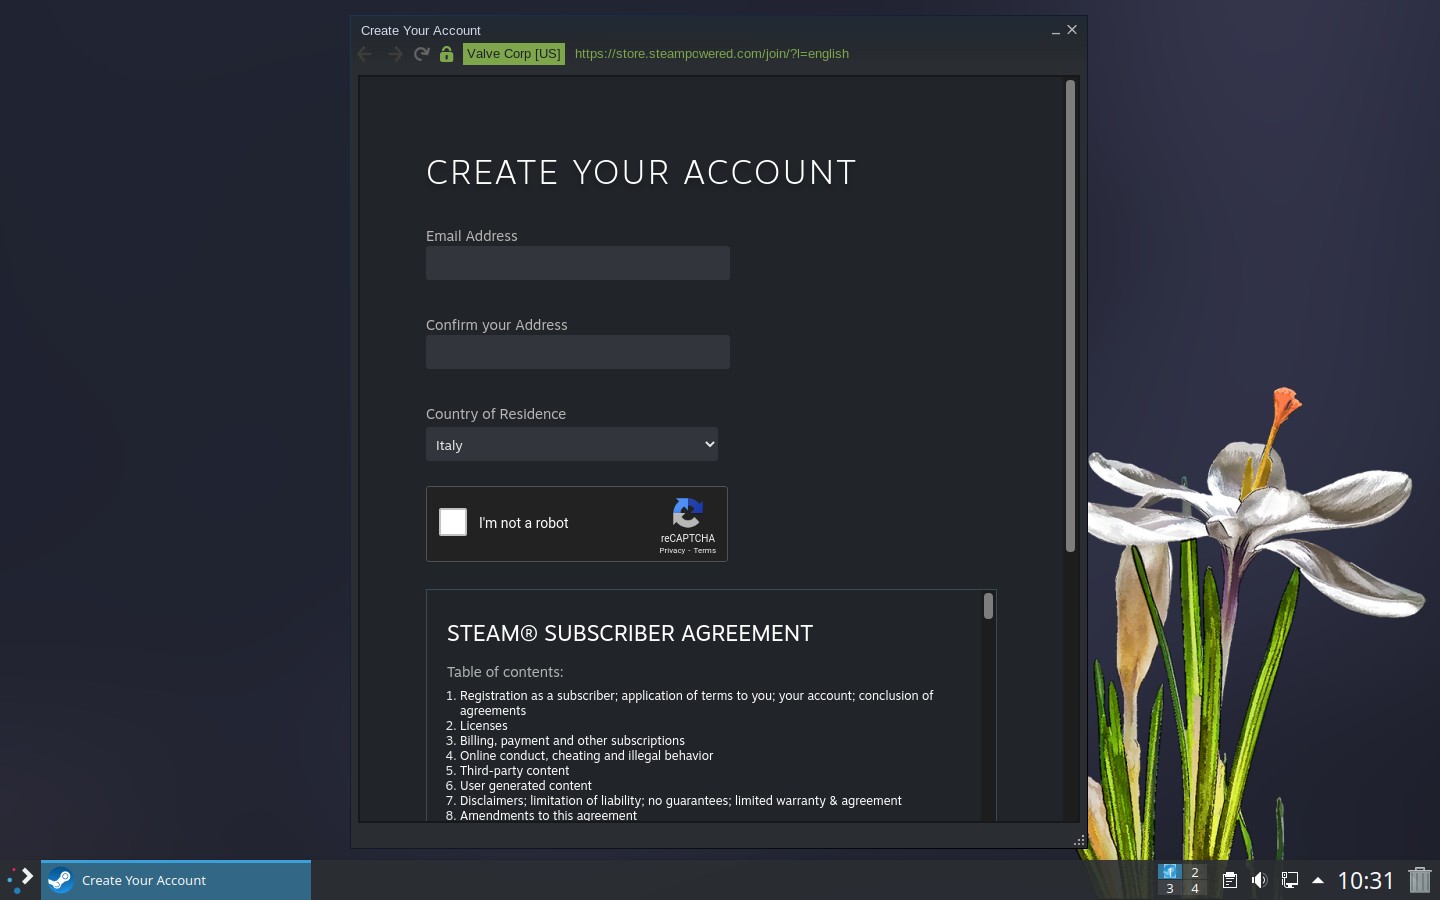 Create Your Account
Valve Corp [US] https://store.steampowered.com/join/?l=english
CREATE YOUR ACCOUNT
Email Address
Confirm your Address
Country of Residence
Italy
I'm not a robot
reCAPTCHA
Privacy - Terms
STEAM® SUBSCRIBER AGREEMENT
Table of contents:
1. Registration as a subscriber; application of terms to you; your account; conclusion of
agreements
2. Licenses
3. Billing, payment and other subscriptions
4. Online conduct, cheating and illegal behavior
5. Third-party content
6. User generated content
7. Disclaimers; limitation of liability; no guarantees; limited warranty & agreement
8. Amendments to this agreement
Create Your Account
2
3 4
10:31